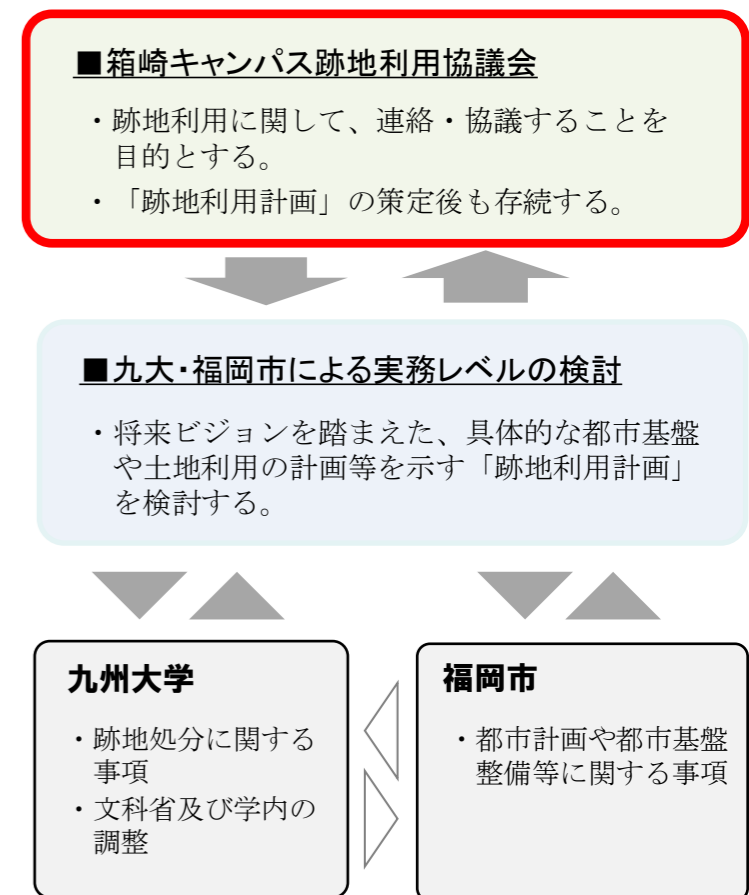 ■箱崎キャンパス跡地利用協議会
・跡地利用に関して、連絡・協議することを
目的とする。
・「跡地利用計画」の策定後も存続する。
■九大・福岡市による実務レベルの検討
・将来ビジョンを踏まえた、具体的な都市基盤
や土地利用の計画等を示す「跡地利用計画」
を検討する。
九州大学
・跡地処分に関する
事項
・文科省及び学内の
調整
福岡市
・都市計画や都市基盤
整備等に関する事項